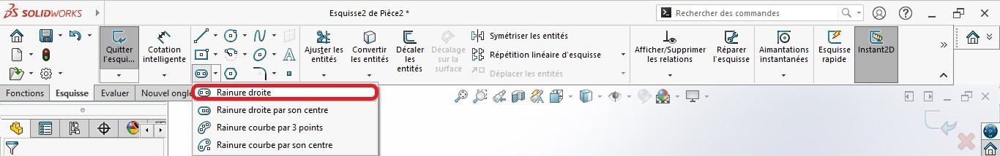 SOLIDWORKS
Esquisse2 de Pièce2 *
Rechercher des commandes
Quitter l'esqui...
Cotation intelligente
Ajuster les entités
Convertir les entités
Décaler les entités
Décalage sur la surface
Symétriser les entités
Répétition linéaire d'esquisse
Déplacer les entités
Afficher/Supprimer les relations
Réparer l'esquisse
Aimantations instantanées
Esquisse rapide
Instant2D
Fonctions
Esquisse
Evaluer
Nouvel ongle
Rainure droite
Rainure droite par son centre
Rainure courbe par 3 points
Rainure courbe par son centre